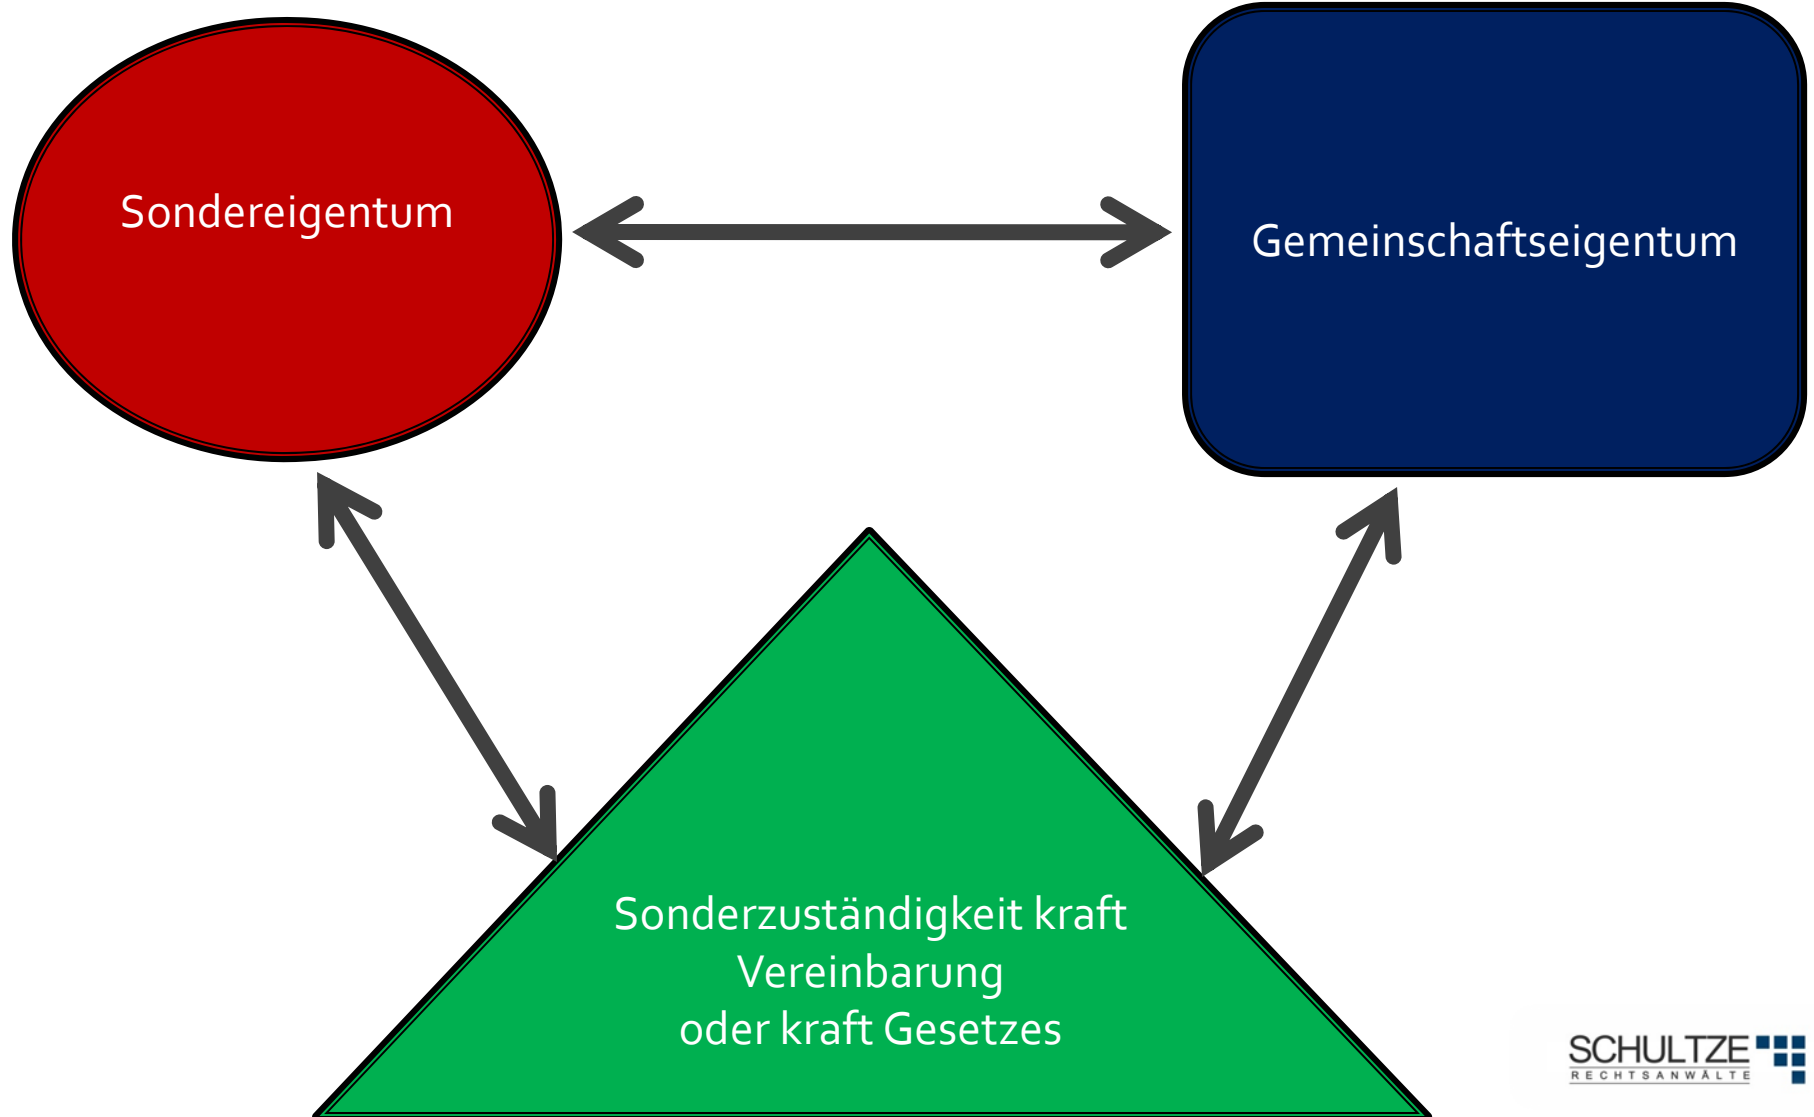 Sondereigentum
Gemeinschaftseigentum
Sonderzuständigkeit kraft
Vereinbarung
oder kraft Gesetzes
SCHULTZE
RECHTSANWÄLTE